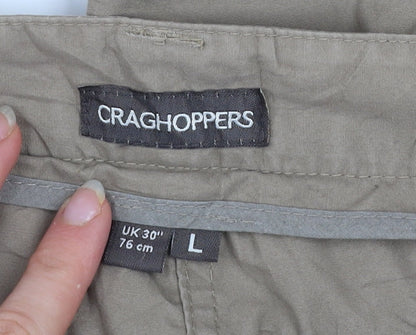 CRAGHOPPERS
UK 30"
76 cm
L